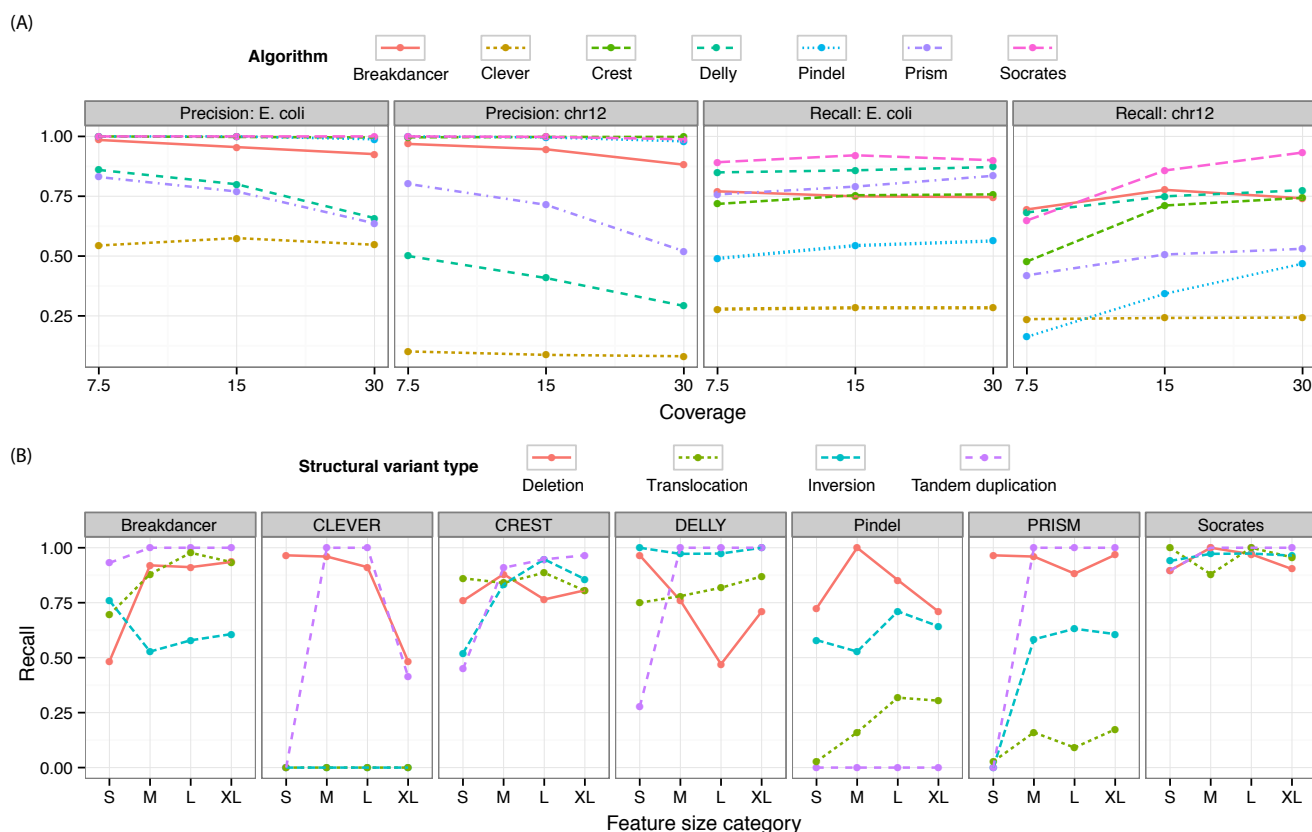 (A)
Algorithm
Breakdancer Clever Crest Delly Pindel Prism Socrates
Precision: E. coli Precision: chr12 Recall: E. coli Recall: chr12
1.00
0.75
0.50
0.25
7.5 15 30 7.5 15 30 7.5 15 30 7.5 15 30
Coverage
(B)
Structural variant type
Deletion Translocation Inversion Tandem duplication
Breakdancer CLEVER CREST DELLY Pindel PRISM Socrates
1.00
0.75
0.50
0.25
0.00
Recall
S M L XL S M L XL S M L XL S M L XL S M L XL S M L XL S M L XL
Feature size category